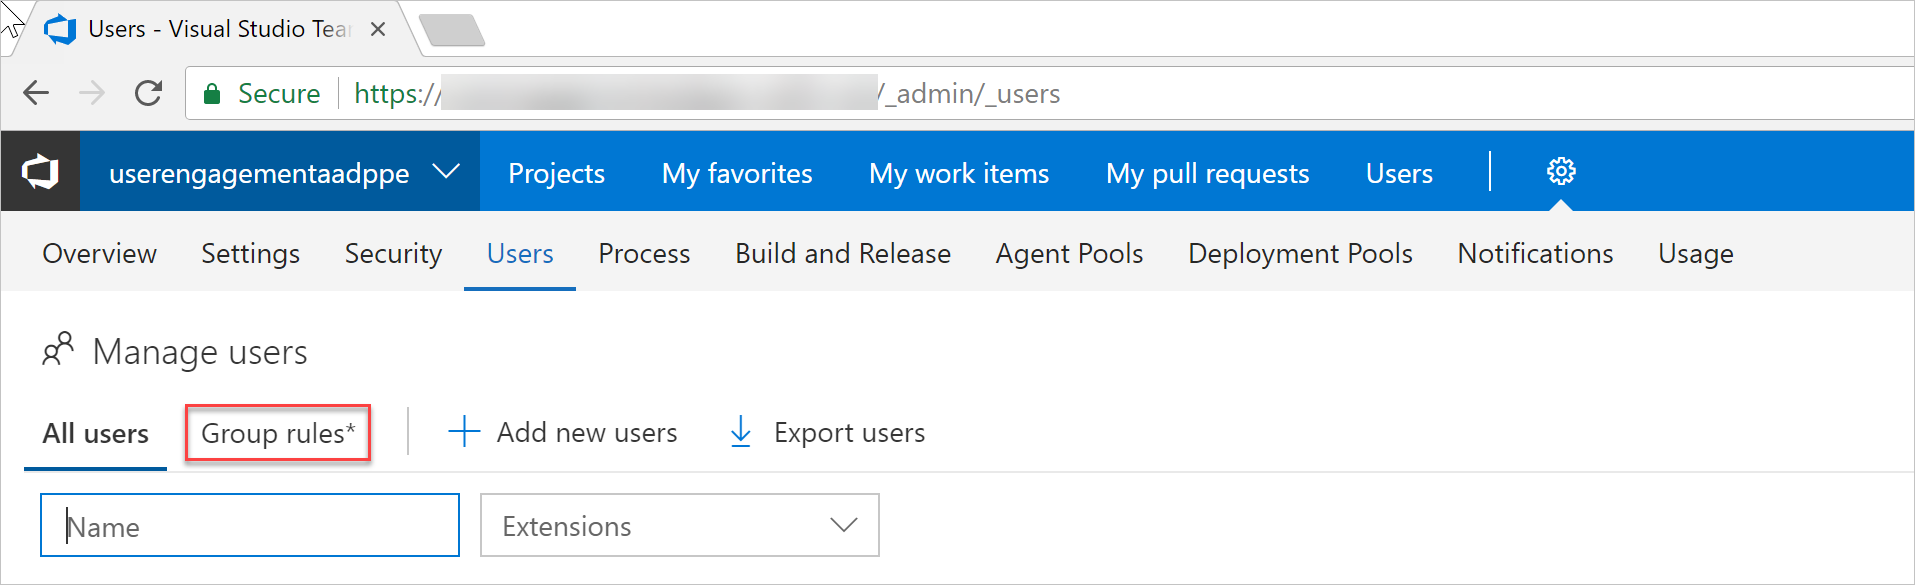 Users - Visual Studio Tea
Secure https:// /_admin/_users
userengagementaadppe Projects My favorites My work items My pull requests Users
Overview Settings Security Users Process Build and Release Agent Pools Deployment Pools Notifications Usage
Manage users
All users Group rules* Add new users Export users
Name Extensions